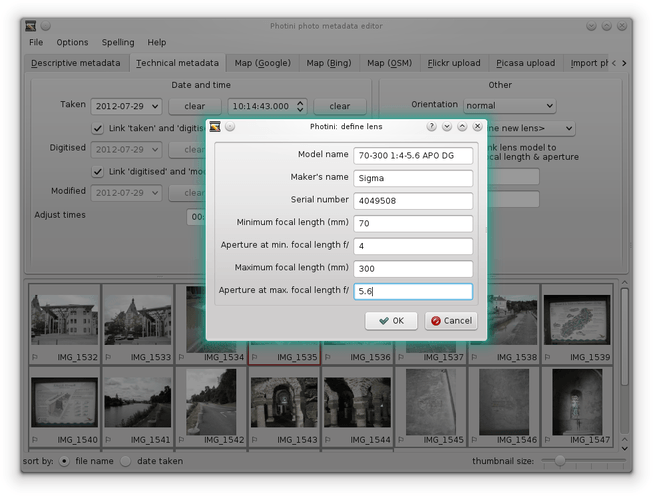 Photini photo metadata editor
File Options Spelling Help
Descriptive metadata Technical metadata Map (Google) Map (Bing) Map (OSM) Flickr upload Picasa upload Import ph
Date and time
Other
Taken 2012-07-29 clear 10:14:43.000 clear
Orientation normal
Link 'taken' and 'digitis
ne new lens>
Digitised 2012-07-29
nk lens model to
cal length & aperture
Link 'digitised' and 'mo
Modified 2012-07-29
Adjust times 00:
Photini: define lens
Model name 70-300 1:4-5.6 APO DG
Maker's name Sigma
Serial number 4049508
Minimum focal length (mm) 70
Aperture at min. focal length f/ 4
Maximum focal length (mm) 300
Aperture at max. focal length f/ 5.6
OK Cancel
IMG_1532 IMG_1533 IMG_1534 IMG_1535 IMG_1536 IMG_1537 IMG_1538 IMG_1539
IMG_1540 IMG_1541 IMG_1542 IMG_1543 IMG_1544 IMG_1545 IMG_1546 IMG_1547
sort by: file name date taken thumbnail size: